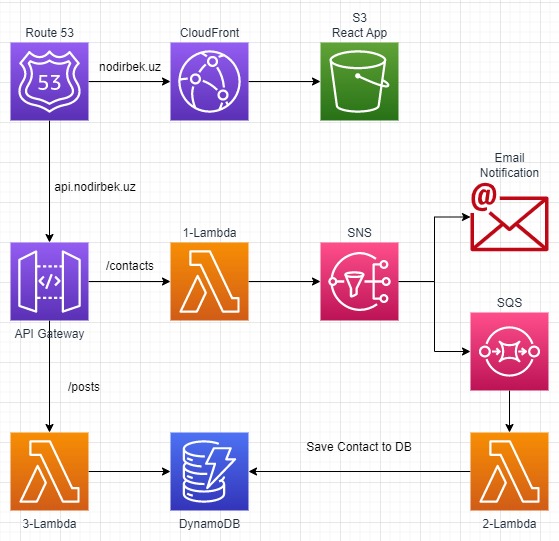 Route 53
CloudFront
S3
React App
53
nodirbek.uz
api.nodirbek.uz
Email
Notification
@
1-Lambda
SNS
</>
/contacts
API Gateway
SQS
/posts
Save Contact to DB
3-Lambda
DynamoDB
2-Lambda